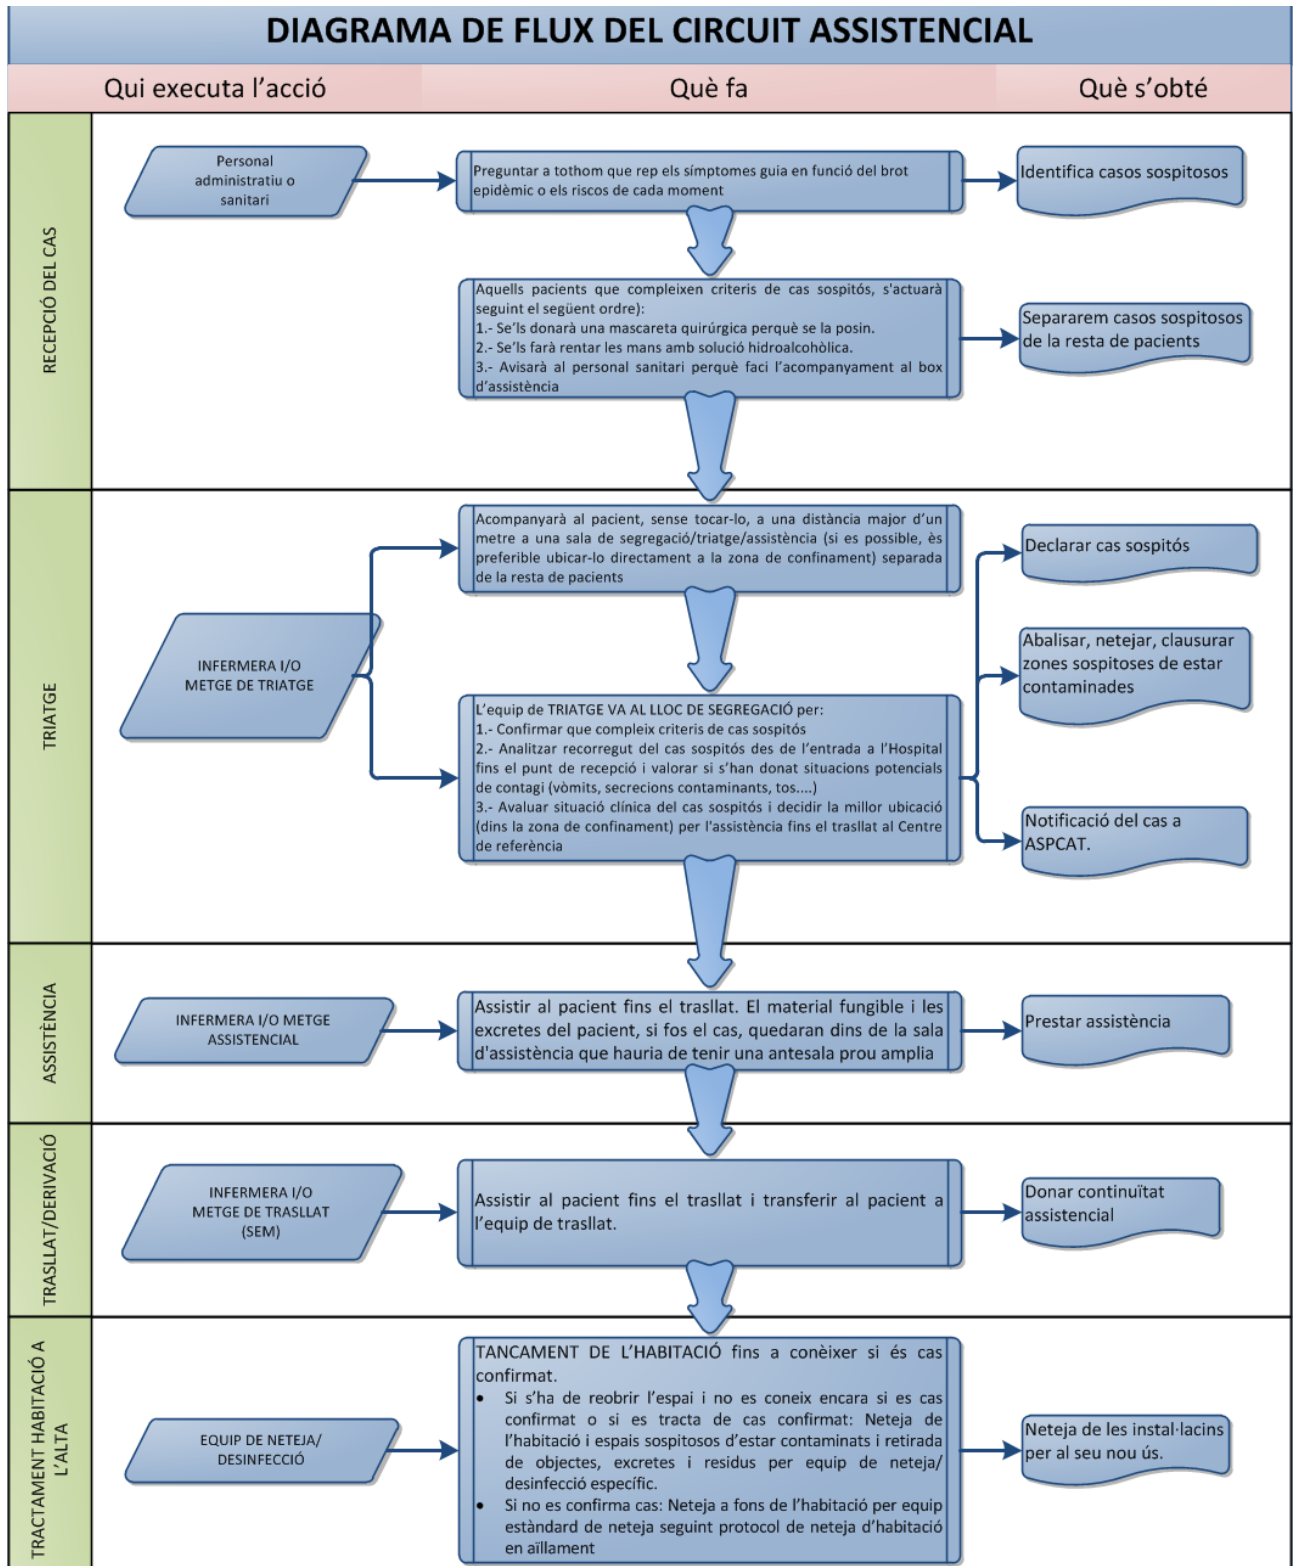 DIAGRAMA DE FLUX DEL CIRCUIT ASSISTENCIAL
Qui executa l'acció
Què fa
Què s'obté
RECEPCIÓ DEL CAS
Personal
administratiu o
sanitari
Preguntar a tothom que rep els símptomes guia en funció del brot
epidèmic o els riscos de cada moment
Identifica casos sospitosos
Aquells pacients que compleixen criteris de cas sospitós, s'actuarà
seguint el següent ordre):
1.- Se'ls donarà una mascareta quirúrgica perquè se la posin.
2.- Se'ls farà rentar les mans amb solució hidroalcohòlica.
3.- Avisarà al personal sanitari perquè faci l'acompanyament al box
d'assistència
Separarem casos sospitosos
de la resta de pacients
TRIATGE
INFERMERA I/O
METGE DE TRIATGE
Acompanyarà al pacient, sense tocar-lo, a una distància major d'un
metre a una sala de segregació/triatge/assistència (si es possible, ès
preferible ubicar-lo directament a la zona de confinament) separada
de la resta de pacients
L'equip de TRIATGE VA AL LLOC DE SEGREGACIÓ per:
1.- Confirmar que compleix criteris de cas sospitós
2.- Analitzar recorregut del cas sospitós des de l'entrada a l'Hospital
fins el punt de recepció i valorar si s'han donat situacions potencials
de contagi (vòmits, secrecions contaminants, tos....)
3.- Avaluar situació clínica del cas sospitós i decidir la millor ubicació
(dins la zona de confinament) per l'assistència fins el trasllat al Centre
de referència
Declarar cas sospitós
Abalisar, netejar, clausurar
zones sospitoses de estar
contaminades
Notificació del cas a
ASPCAT.
ASSISTÈNCIA
INFERMERA I/O METGE
ASSISTENCIAL
Assistir al pacient fins el trasllat. El material fungible i les
excretes del pacient, si fos el cas, quedaran dins de la sala
d'assistència que hauria de tenir una antesala prou amplia
Prestar assistència
TRASLLAT/DERIVACIÓ
INFERMERA I/O
METGE DE TRASLLAT
(SEM)
Assistir al pacient fins el trasllat i transferir al pacient a
l'equip de trasllat.
Donar continuïtat
assistencial
TRACTAMENT HABITACIÓ A
L'ALTA
EQUIP DE NETEJA/
DESINFECCIÓ
TANCAMENT DE L'HABITACIÓ fins a conèixer si és cas
confirmat.
• Si s'ha de reobrir l'espai i no es coneix encara si es cas
confirmat o si es tracta de cas confirmat: Neteja de
l'habitació i espais sospitosos d'estar contaminats i retirada
de objectes, excretes i residus per equip de neteja/
desinfecció específic.
• Si no es confirma cas: Neteja a fons de l'habitació per equip
estàndard de neteja seguint protocol de neteja d'habitació
en aïllament
Neteja de les instal·lacins
per al seu nou ús.